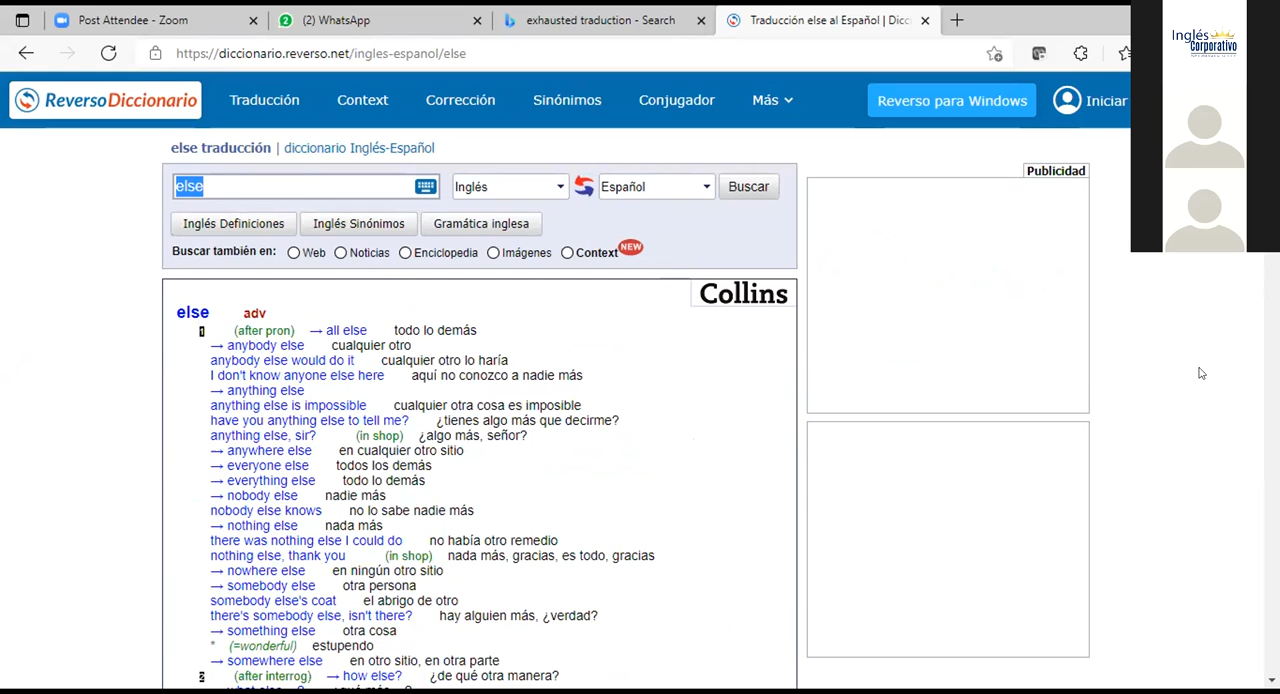 Post Attendee - Zoom
(2) WhatsApp
exhausted traduction - Search
Traducción else al Español | Dicc
https://diccionario.reverso.net/ingles-espanol/else
Inglés
Corporativo
ReversoDiccionario
Traducción
Context
Corrección
Sinónimos
Conjugador
Más
Reverso para Windows
Iniciar
else traducción | diccionario Inglés-Español
Publicidad
else
Inglés
Español
Buscar
Inglés Definiciones
Inglés Sinónimos
Gramática inglesa
Buscar también en: Web Noticias Enciclopedia Imágenes Context NEW
Collins
else adv
1 (after pron) → all else todo lo demás
→ anybody else cualquier otro
anybody else would do it cualquier otro lo haría
I don't know anyone else here aquí no conozco a nadie más
→ anything else
anything else is impossible cualquier otra cosa es imposible
have you anything else to tell me? ¿tienes algo más que decirme?
anything else, sir? (in shop) ¿algo más, señor?
→ anywhere else en cualquier otro sitio
→ everyone else todos los demás
→ everything else todo lo demás
→ nobody else nadie más
nobody else knows no lo sabe nadie más
→ nothing else nada más
there was nothing else I could do no había otro remedio
nothing else, thank you (in shop) nada más, gracias, es todo, gracias
→ nowhere else en ningún otro sitio
→ somebody else otra persona
somebody else's coat el abrigo de otro
there's somebody else, isn't there? hay alguien más, ¿verdad?
→ something else otra cosa
* (=wonderful) estupendo
→ somewhere else en otro sitio, en otra parte
2 (after interrog) → how else? ¿de qué otra manera?